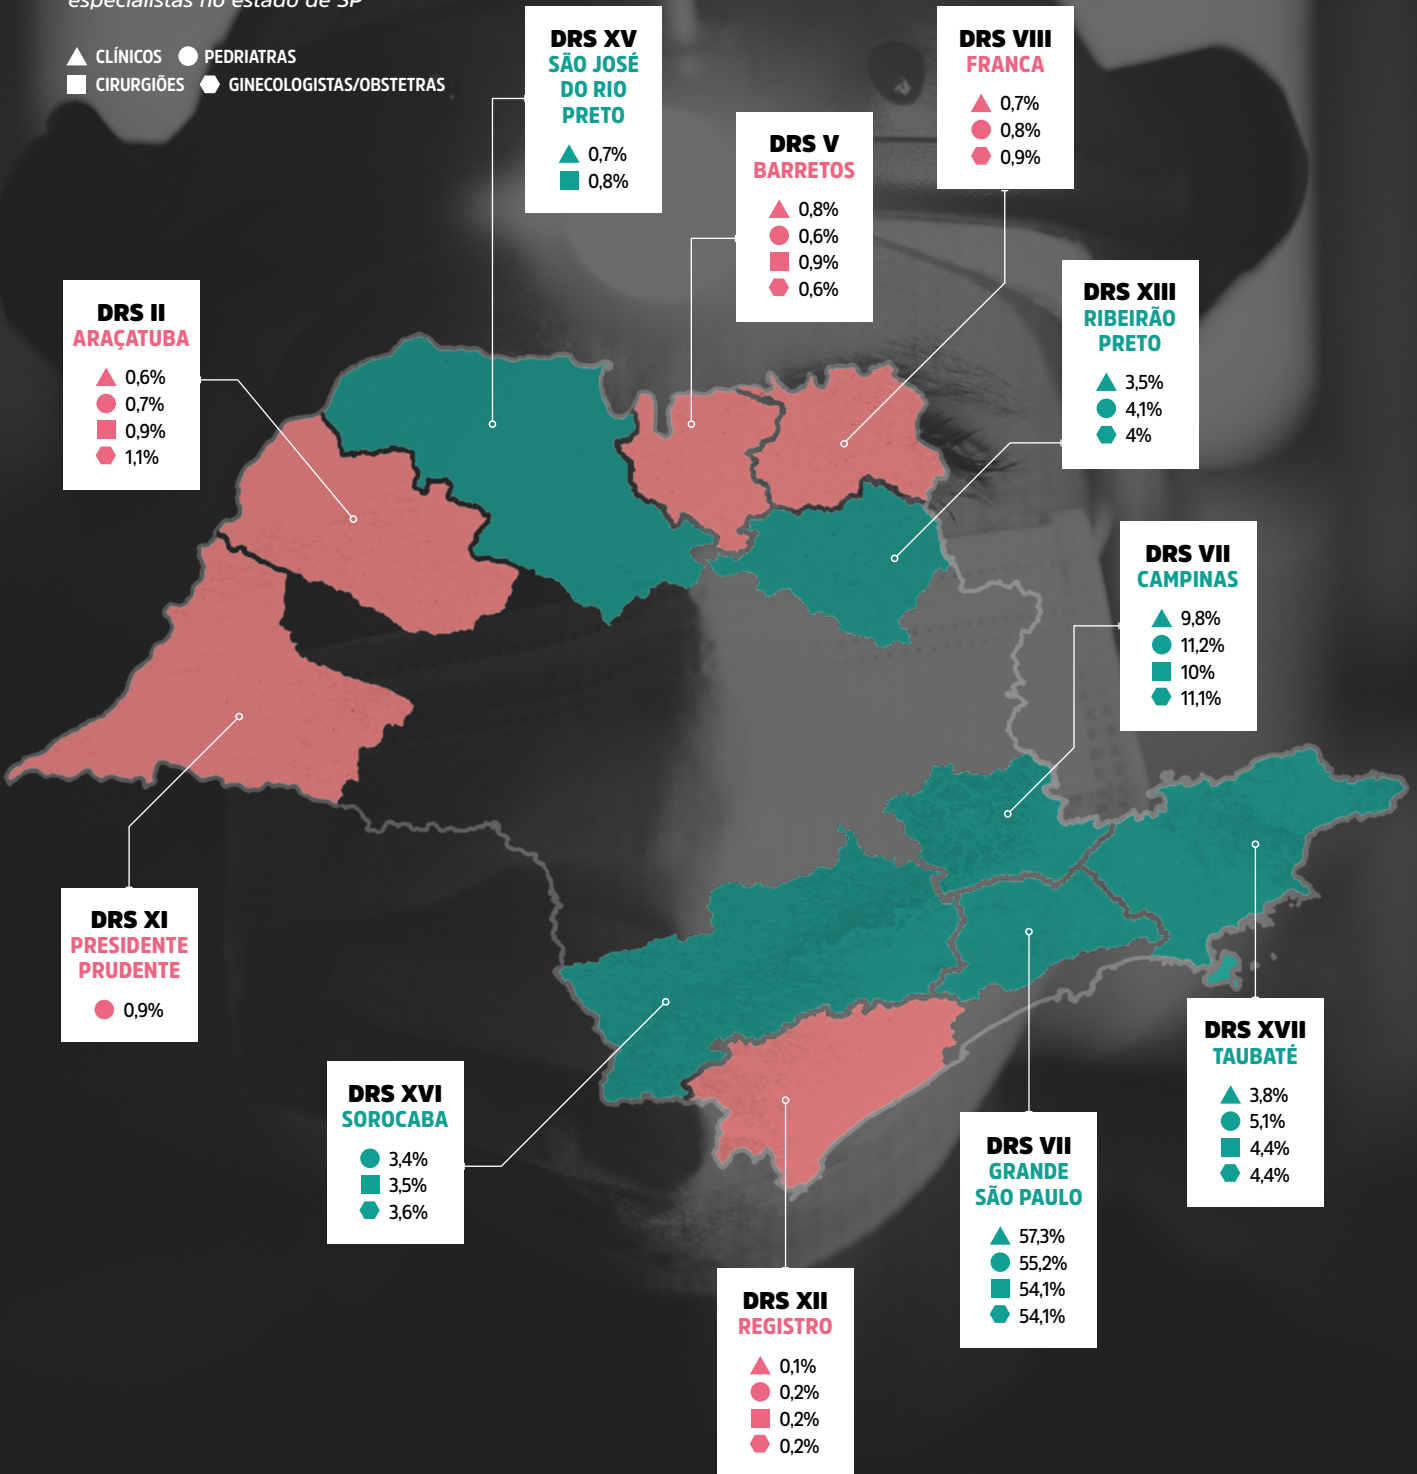 especialistas no estado de SP
CLÍNICOS PEDRIATRAS
CIRURGIÕES GINECOLOGISTAS/OBSTETRAS
DRS XV
SÃO JOSÉ
DO RIO
PRETO
0,7%
0,8%
DRS VIII
FRANCA
0,7%
0,8%
0,9%
DRS V
BARRETOS
0,8%
0,6%
0,9%
0,6%
DRS XIII
RIBEIRÃO
PRETO
3,5%
4,1%
4%
DRS II
ARAÇATUBA
0,6%
0,7%
0,9%
1,1%
DRS VII
CAMPINAS
9,8%
11,2%
10%
11,1%
DRS XI
PRESIDENTE
PRUDENTE
0,9%
DRS XVI
SOROCABA
3,4%
3,5%
3,6%
DRS XVII
TAUBATÉ
3,8%
5,1%
4,4%
4,4%
DRS VII
GRANDE
SÃO PAULO
57,3%
55,2%
54,1%
54,1%
DRS XII
REGISTRO
0,1%
0,2%
0,2%
0,2%